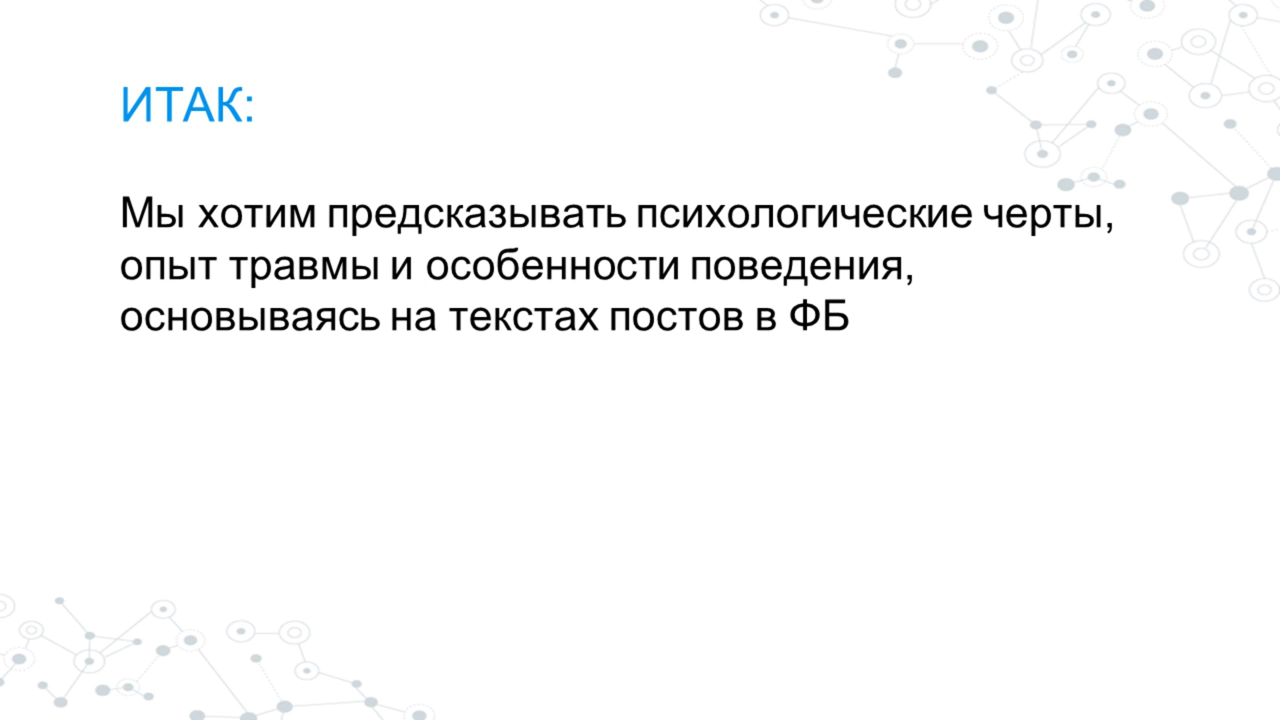 ИТАК:
Мы хотим предсказывать психологические черты,
опыт травмы и особенности поведения,
основываясь на текстах постов в ФБ